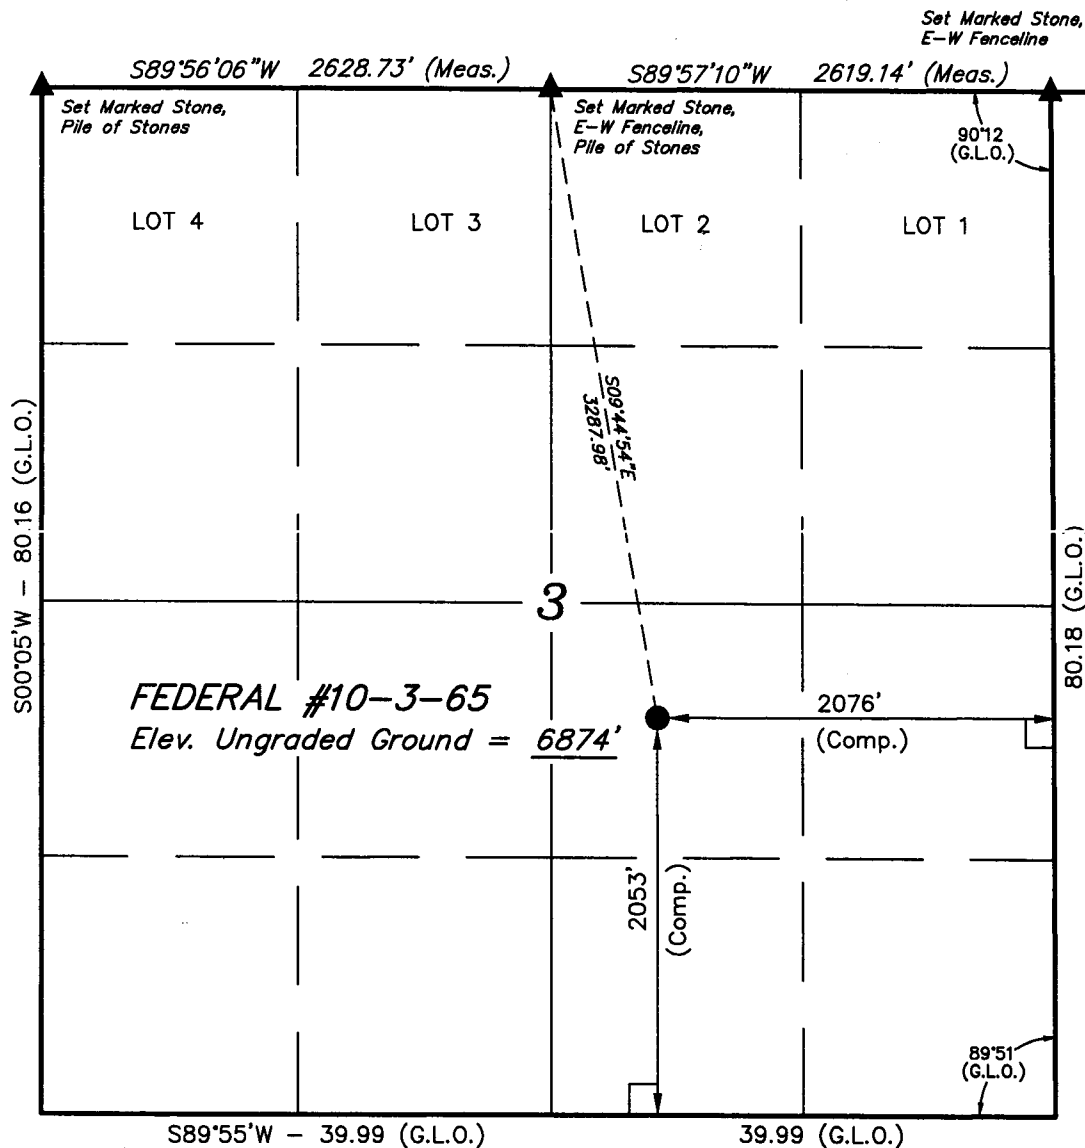 Set Marked Stone,
E–W Fenceline
S89°56'06"W 2628.73' (Meas.)
S89°57'10"W 2619.14' (Meas.)
Set Marked Stone,
Pile of Stones
Set Marked Stone,
E–W Fenceline,
Pile of Stones
90°12
(G.L.O.)
LOT 4
LOT 3
LOT 2
LOT 1
S09°44'54"E
3287.98'
S00°05'W – 80.16 (G.L.O.)
80.18 (G.L.O.)
3
FEDERAL #10–3–65
Elev. Ungraded Ground = 6874'
2076'
(Comp.)
2053'
(Comp.)
89°51
(G.L.O.)
S89°55'W – 39.99 (G.L.O.)
39.99 (G.L.O.)